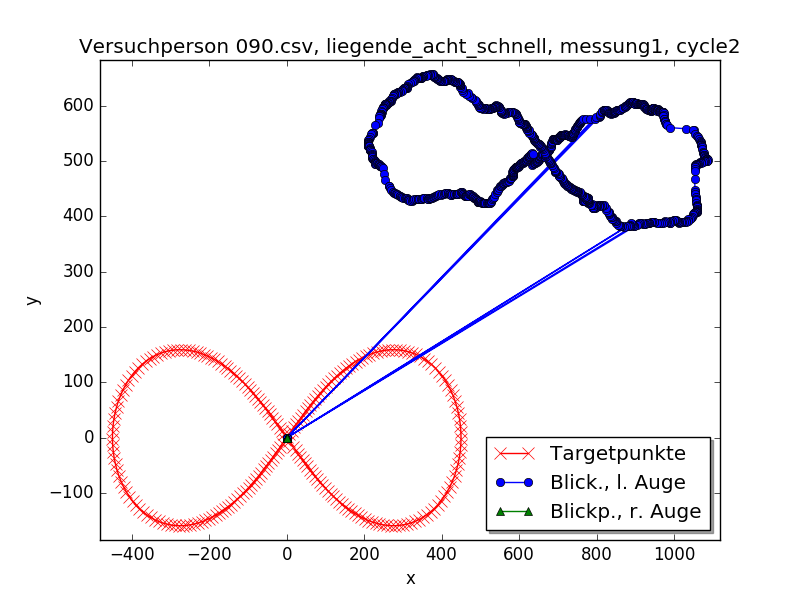 Versuchperson 090.csv, liegende_acht_schnell, messung1, cycle2
600
500
400
300
200
100
0
−100
y
−400 −200 0 200 400 600 800 1000
x
Targetpunkte
Blick., l. Auge
Blickp., r. Auge